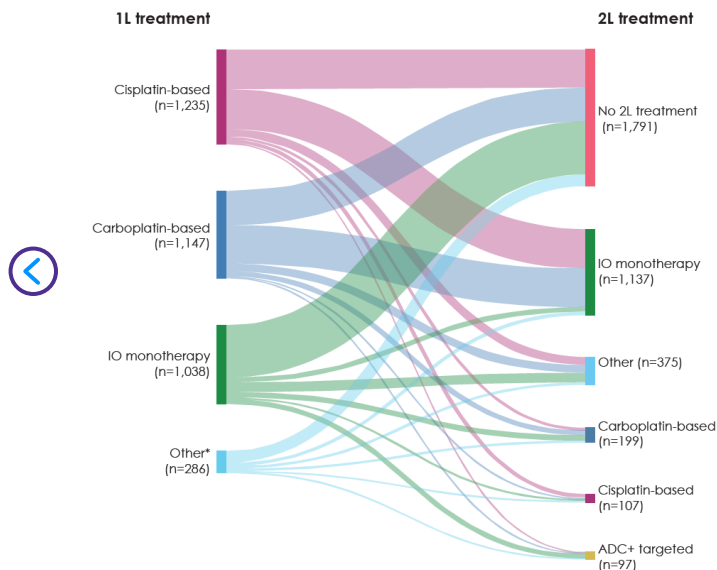 1L treatment
2L treatment
Cisplatin-based
(n=1,235)
Carboplatin-based
(n=1,147)
IO monotherapy
(n=1,038)
Other*
(n=286)
No 2L treatment
(n=1,791)
IO monotherapy
(n=1,137)
Other (n=375)
Carboplatin-based
(n=199)
Cisplatin-based
(n=107)
ADC+ targeted
(n=97)